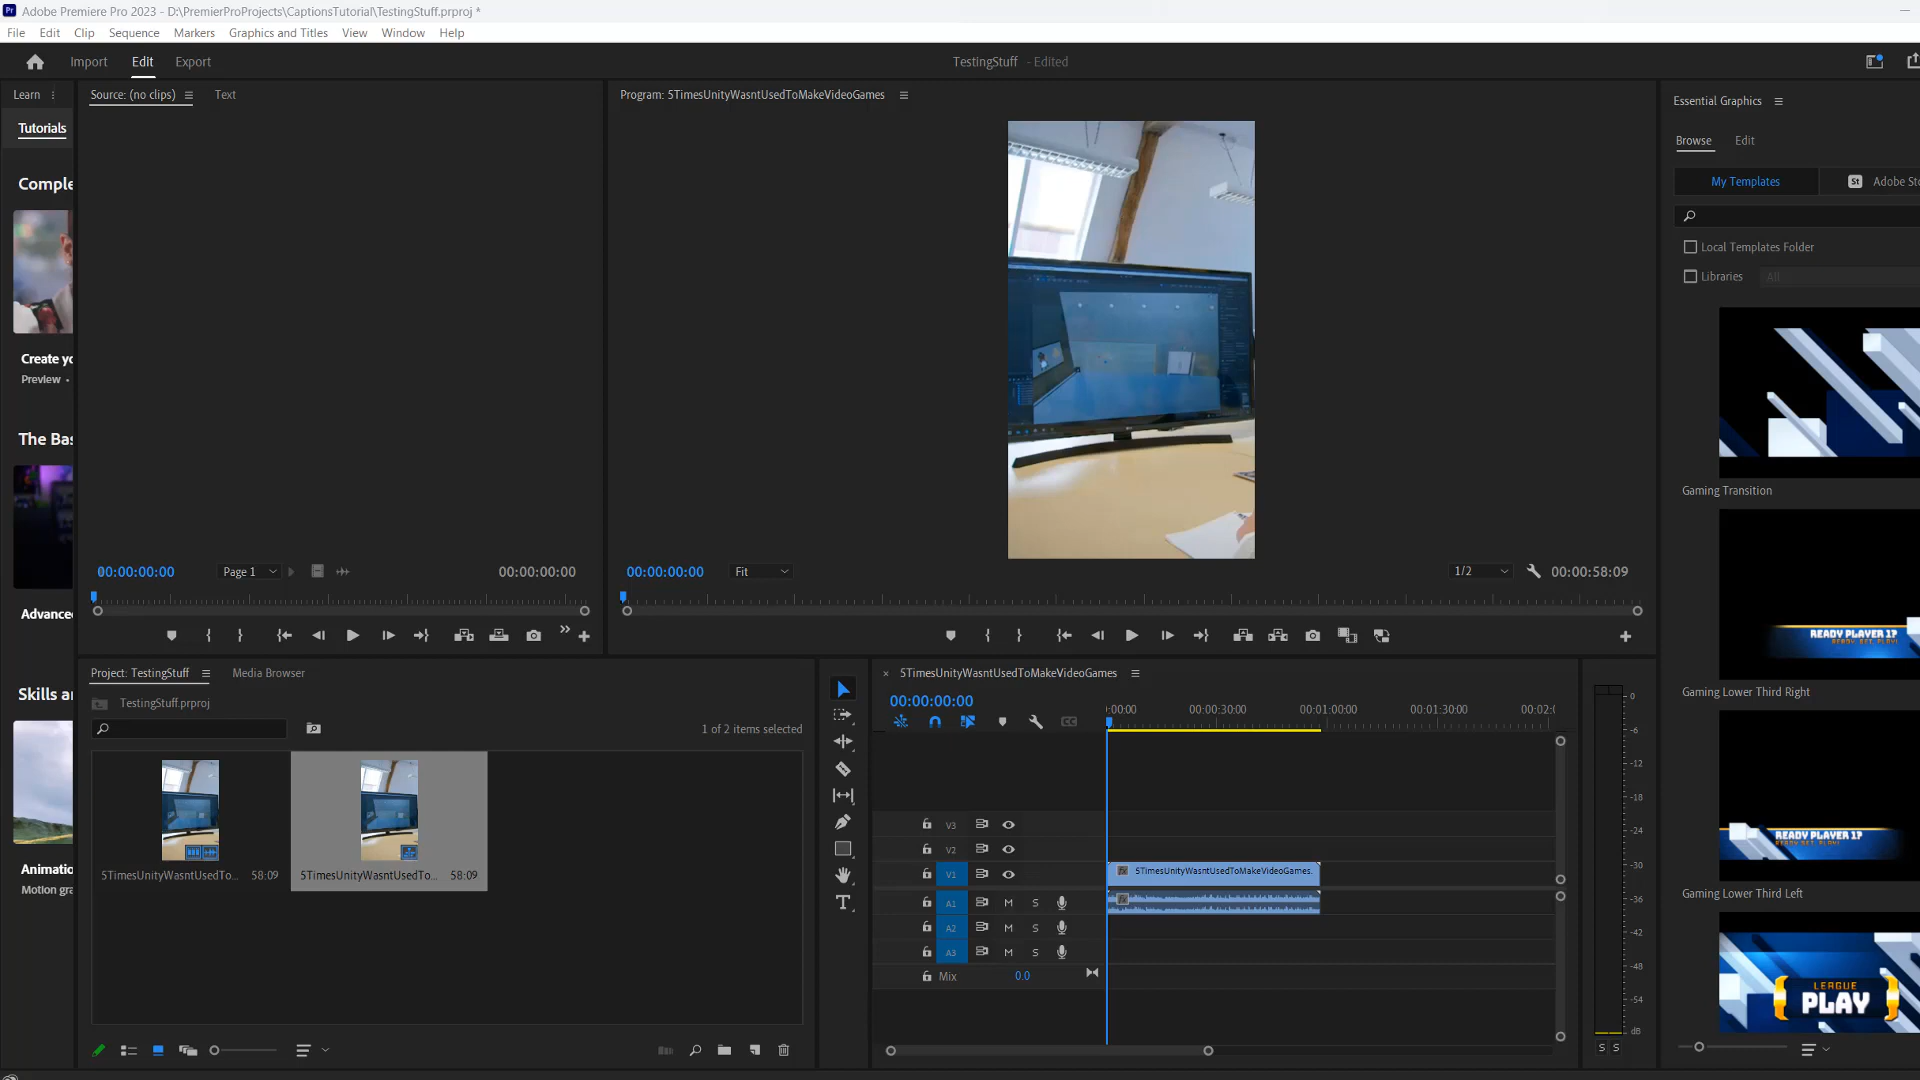 Adobe Premiere Pro 2023 - D:\PremierProProjects\CaptionsTutorial\TestingStuff.prproj *
File Edit Clip Sequence Markers Graphics and Titles View Window Help
Import Edit Export
TestingStuff - Edited
Learn
Source: (no clips) Text
Program: 5TimesUnityWasntUsedToMakeVideoGames
Essential Graphics
Tutorials
Browse Edit
My Templates
St Adobe Sto
Comple
Local Templates Folder
Libraries All
Create yo
Preview •
The Bas
Gaming Transition
00:00:00:00 Page 1 00:00:00:00
00:00:00:00 Fit 1/2 00:00:58:09
Advance
READY PLAYER 1?
READY. SET. PLAY!
Gaming Lower Third Right
Project: TestingStuff Media Browser
5TimesUnityWasntUsedToMakeVideoGames
Skills an
TestingStuff.prproj
00:00:00:00
:00:00 00:00:30:00 00:01:00:00 00:01:30:00 00:02:0
1 of 2 items selected
0
-6
-12
-18
-24
-30
-36
-42
-48
-54
dB
S S
V3
V2
V1 5TimesUnityWasntUsedToMakeVideoGames.
A1 M S
A2 M S
A3 M S
Mix 0.0
5TimesUnityWasntUsedTo... 58:09
5TimesUnityWasntUsedTo... 58:09
READY PLAYER 1?
Gaming Lower Third Left
Animatio
Motion gra
LEAGUE
PLAY